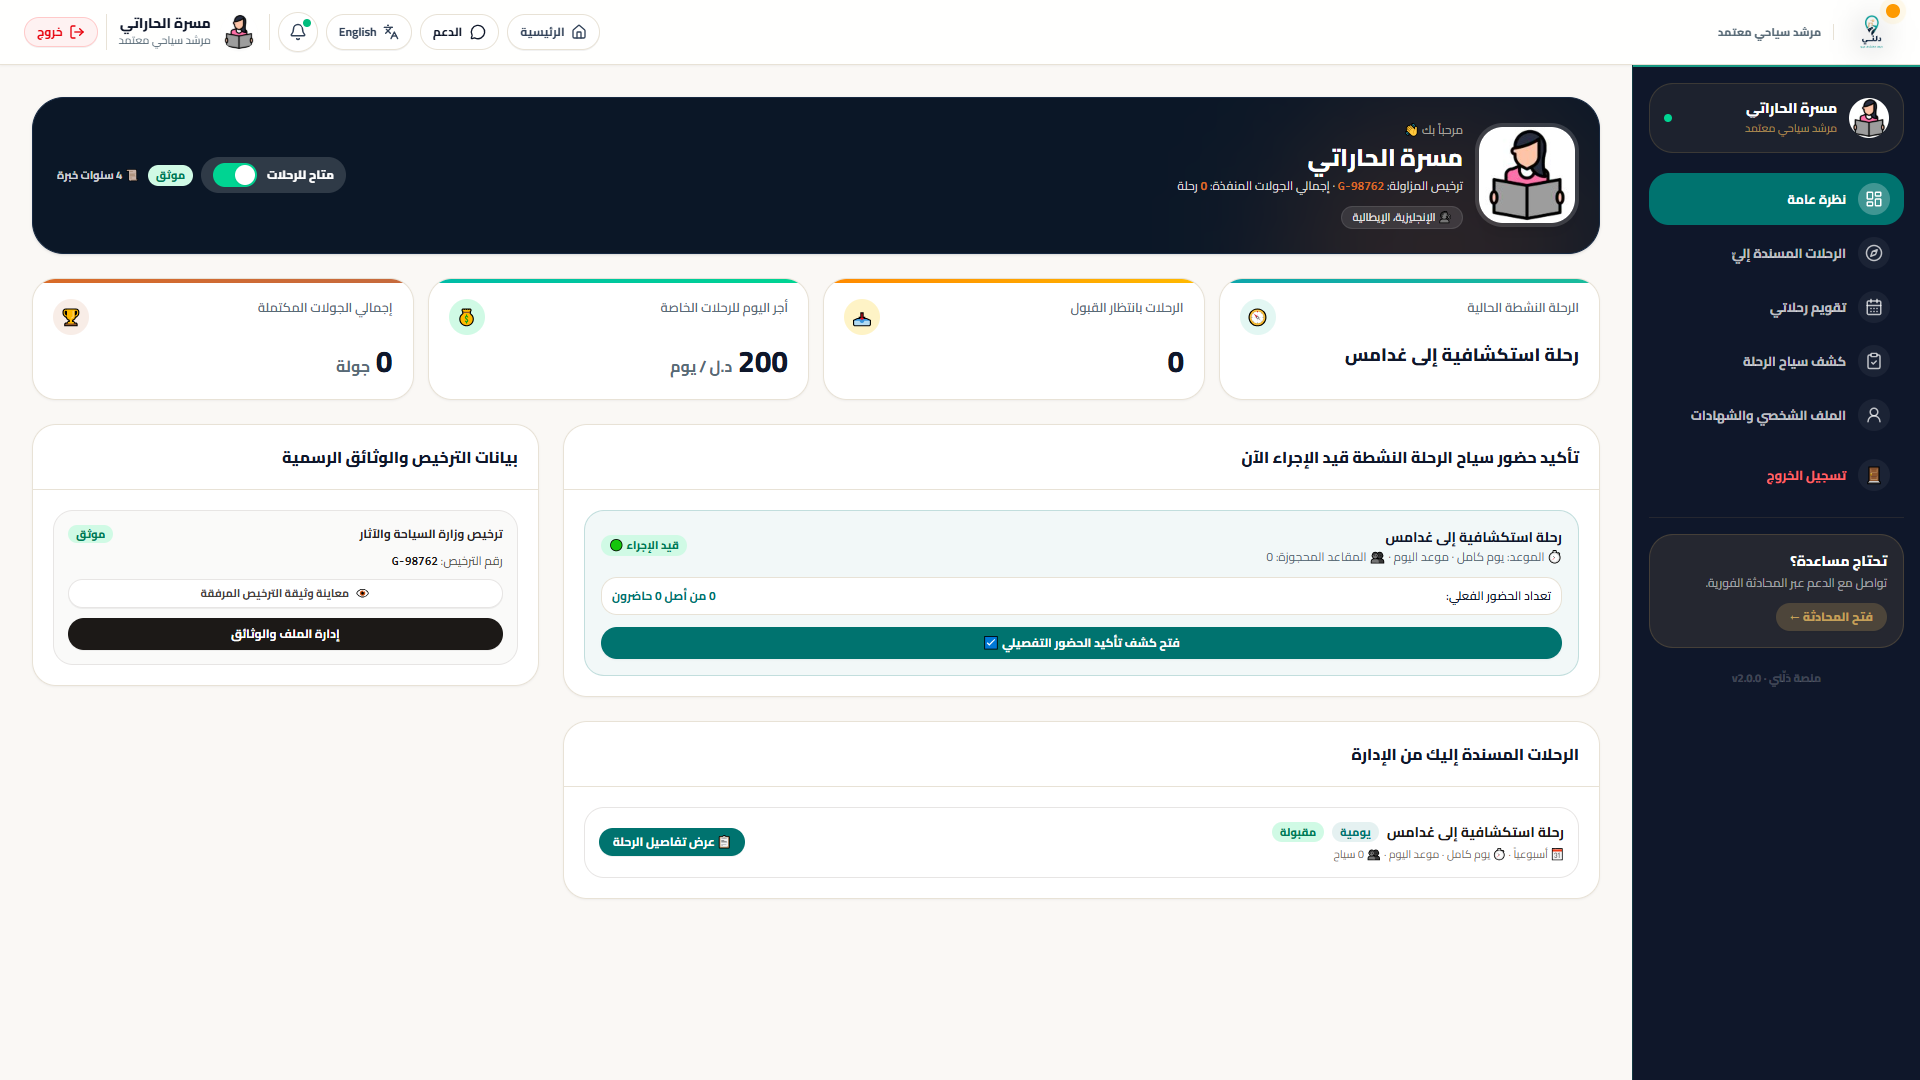 دلني
مرشد سياحي معتمد
الرئيسية
الدعم
English
مسرة الحاراتي
مرشد سياحي معتمد
خروج
مسرة الحاراتي
مرشد سياحي معتمد
نظرة عامة
الرحلات المسندة إليّ
تقويم رحلاتي
كشف سياح الرحلة
الملف الشخصي والشهادات
تسجيل الخروج
تحتاج مساعدة؟
تواصل مع الدعم عبر المحادثة الفورية.
فتح المحادثة ←
منصة دلّني · v2.0.0
مرحباً بك 👋
مسرة الحاراتي
ترخيص المزاولة: G-98762 · إجمالي الجولات المنفذة: 0 رحلة
الإنجليزية، الإيطالية
متاح للرحلات
موثق
4 سنوات خبرة
الرحلة النشطة الحالية
رحلة استكشافية إلى غدامس
الرحلات بانتظار القبول
0
أجر اليوم للرحلات الخاصة
200 د.ل / يوم
إجمالي الجولات المكتملة
0 جولة
تأكيد حضور سياح الرحلة النشطة قيد الإجراء الآن
رحلة استكشافية إلى غدامس
قيد الإجراء
⏱ الموعد: يوم كامل · موعد اليوم · 👥 المقاعد المحجوزة: 0
تعداد الحضور الفعلي:
0 من أصل 0 حاضرون
فتح كشف تأكيد الحضور التفصيلي ☑
الرحلات المسندة إليك من الإدارة
رحلة استكشافية إلى غدامس
يومية
مقبولة
📅 أسبوعياً · ⏱ يوم كامل · موعد اليوم · 👥 0 سياح
📋 عرض تفاصيل الرحلة
بيانات الترخيص والوثائق الرسمية
ترخيص وزارة السياحة والآثار
موثق
رقم الترخيص: G-98762
👁 معاينة وثيقة الترخيص المرفقة
إدارة الملف والوثائق